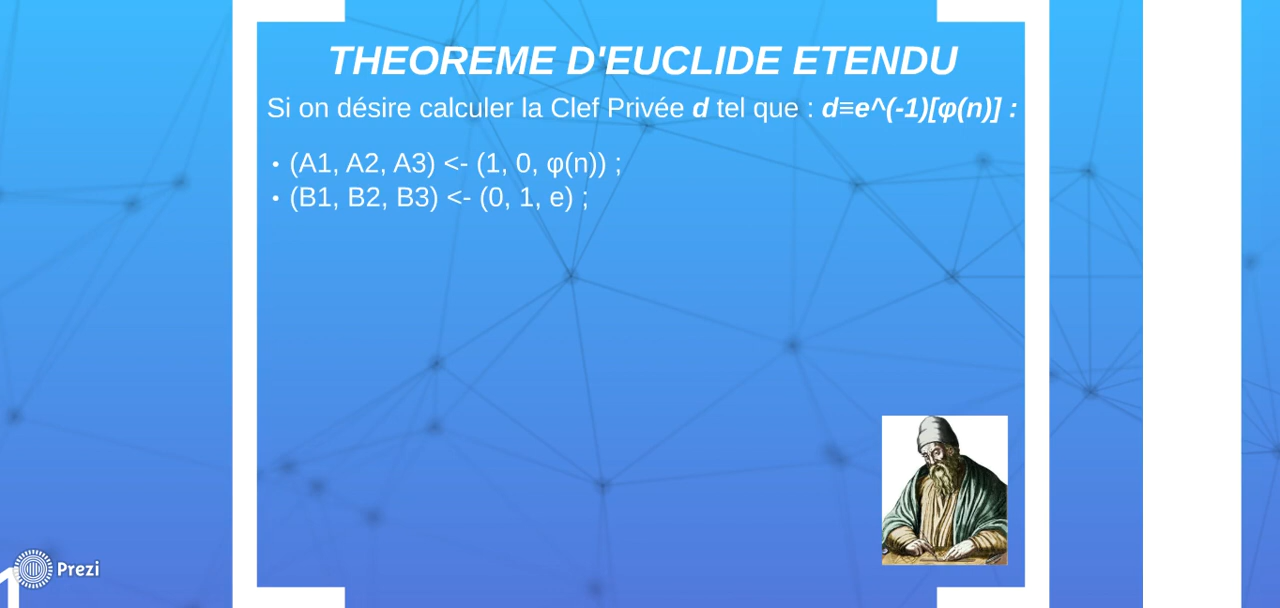 THEOREME D'EUCLIDE ETENDU
Si on désire calculer la Clef Privée d tel que : d≡e^(-1)[φ(n)] :
• (A1, A2, A3) <- (1, 0, φ(n)) ;
• (B1, B2, B3) <- (0, 1, e) ;
Prezi